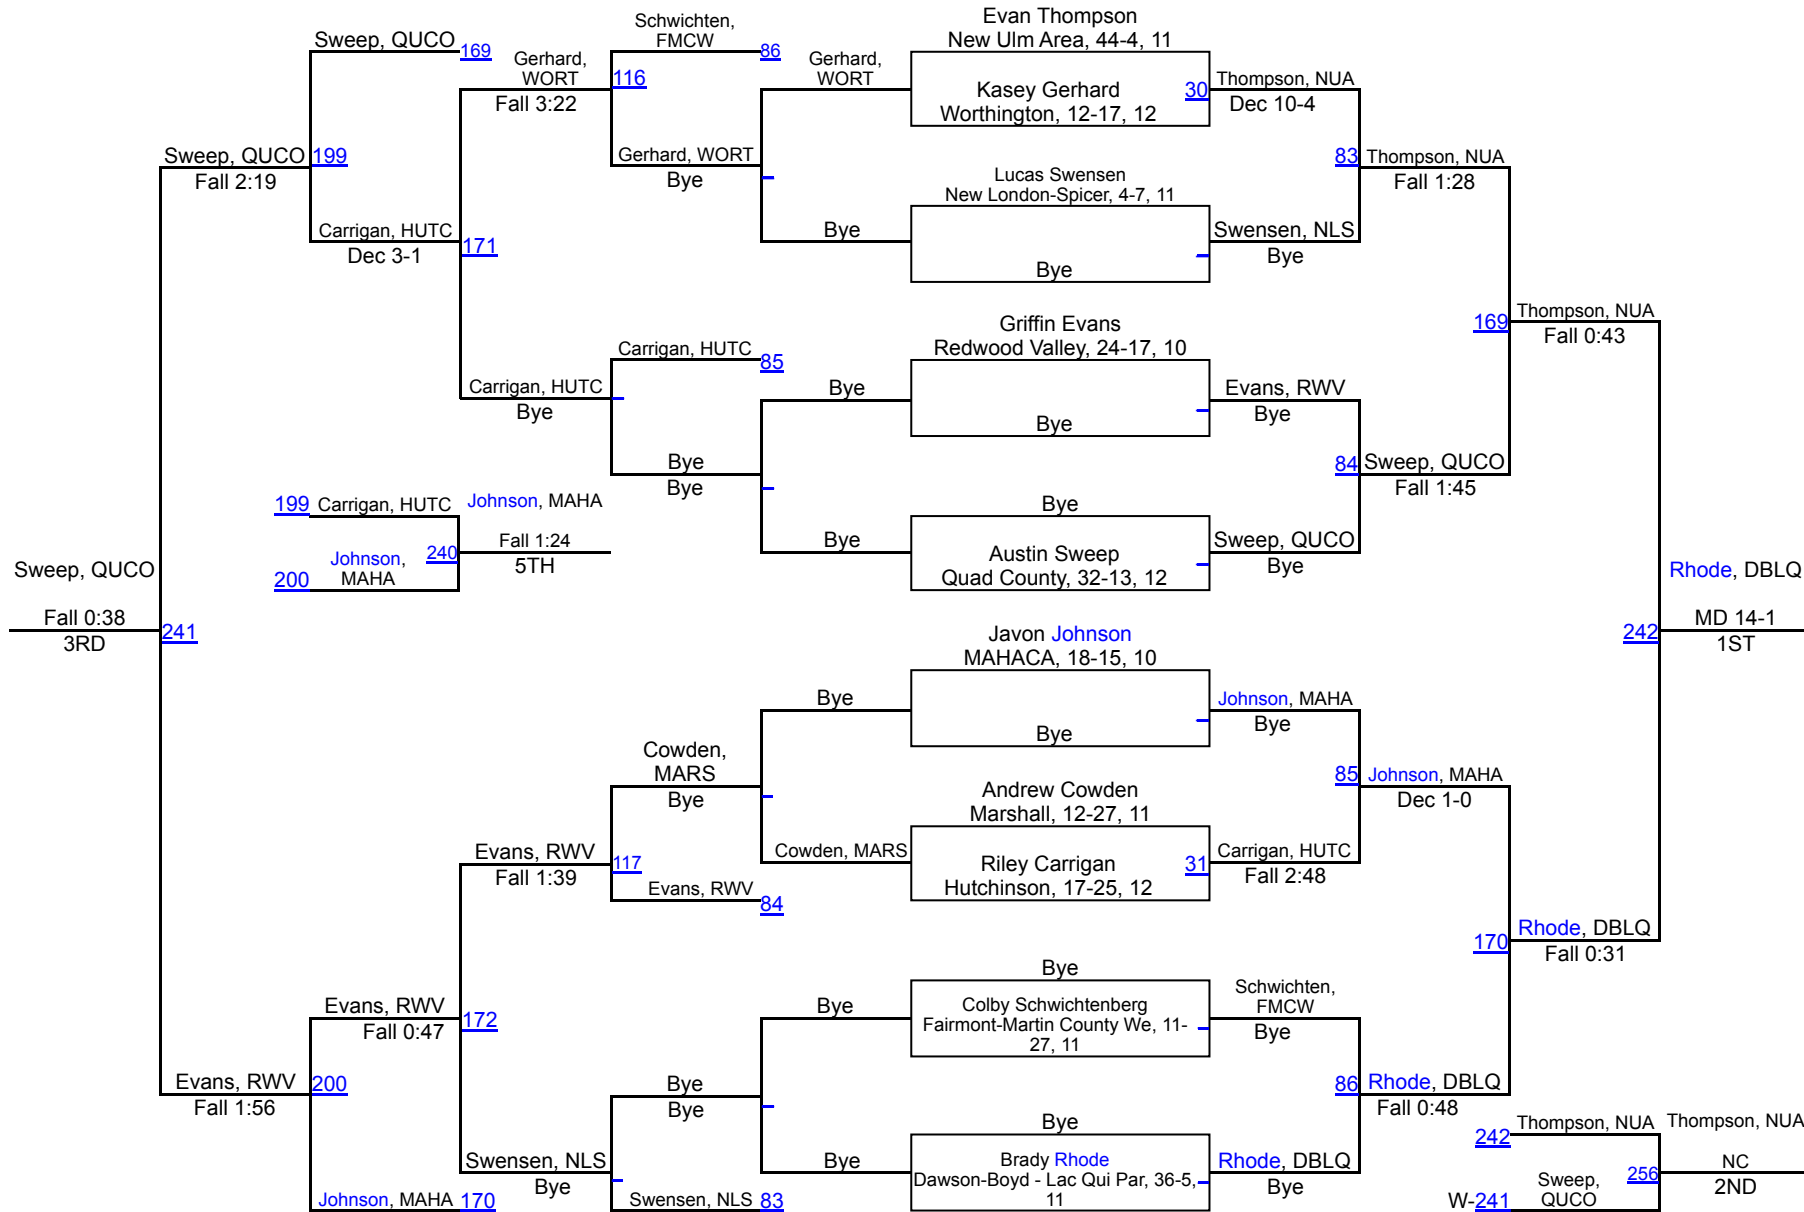 Sweep, QUCO
169
Gerhard,
WORT
Fall 3:22
116
Schwichten,
FMCW
86
Gerhard,
WORT
Evan Thompson
New Ulm Area, 44-4, 11
Kasey Gerhard
Worthington, 12-17, 12
30
Thompson, NUA
Dec 10-4
Sweep, QUCO
Fall 2:19
199
Gerhard, WORT
Bye
83
Thompson, NUA
Fall 1:28
Carrigan, HUTC
Dec 3-1
171
Bye
Lucas Swensen
New London-Spicer, 4-7, 11
Bye
Swensen, NLS
Bye
169
Thompson, NUA
Fall 0:43
Carrigan, HUTC
85
Carrigan, HUTC
Bye
Bye
Griffin Evans
Redwood Valley, 24-17, 10
Bye
Evans, RWV
Bye
Bye
Bye
84
Sweep, QUCO
Fall 1:45
199
Carrigan, HUTC
Johnson, MAHA
Fall 1:24
5TH
240
Johnson,
MAHA
200
Bye
Bye
Austin Sweep
Quad County, 32-13, 12
Sweep, QUCO
Bye
Sweep, QUCO
Fall 0:38
3RD
241
Rhode, DBLQ
MD 14-1
1ST
242
Javon Johnson
MAHACA, 18-15, 10
Bye
Bye
Johnson, MAHA
Bye
Cowden,
MARS
Bye
85
Johnson, MAHA
Dec 1-0
Andrew Cowden
Marshall, 12-27, 11
Cowden, MARS
Riley Carrigan
Hutchinson, 17-25, 12
31
Carrigan, HUTC
Fall 2:48
Evans, RWV
Fall 1:39
117
Evans, RWV
84
170
Rhode, DBLQ
Fall 0:31
Bye
Bye
Colby Schwichtenberg
Fairmont-Martin County We, 11-
27, 11
Schwichten,
FMCW
Bye
Evans, RWV
Fall 0:47
172
Evans, RWV
Fall 1:56
200
Bye
Bye
86
Rhode, DBLQ
Fall 0:48
Bye
Bye
Brady Rhode
Dawson-Boyd - Lac Qui Par, 36-5,
11
Rhode, DBLQ
Bye
Swensen, NLS
Bye
Johnson, MAHA
170
Swensen, NLS
83
242
Thompson, NUA
Thompson, NUA
NC
2ND
256
Sweep,
QUCO
W-241